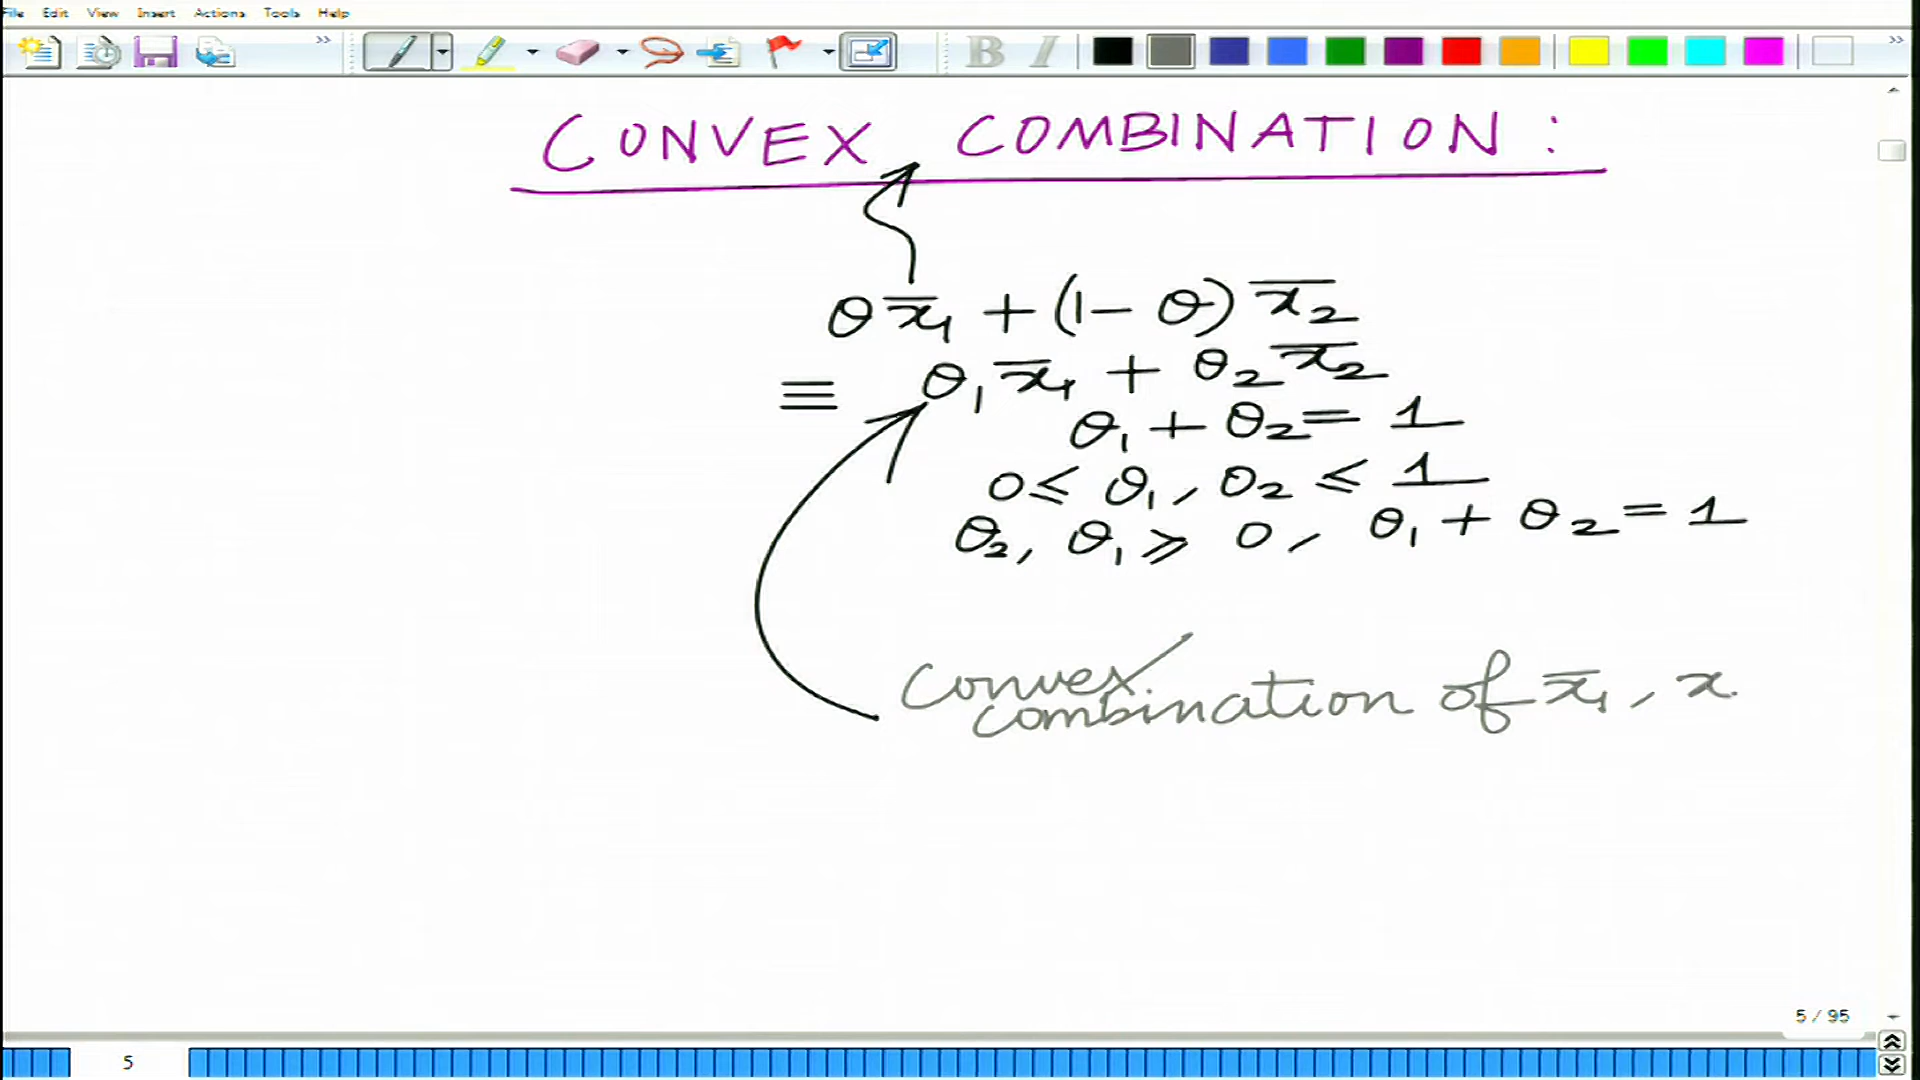 File Edit View Insert Actions Tools Help
B I
CONVEX COMBINATION :
θx̄₁ + (1 - θ) x̄₂
≡ θ₁x̄₁ + θ₂x̄₂
θ₁ + θ₂ = 1
0 ≤ θ₁, θ₂ ≤ 1
θ₂, θ₁ ≥ 0, θ₁ + θ₂ = 1
Convex
combination of x̄₁, x
5 / 95
5